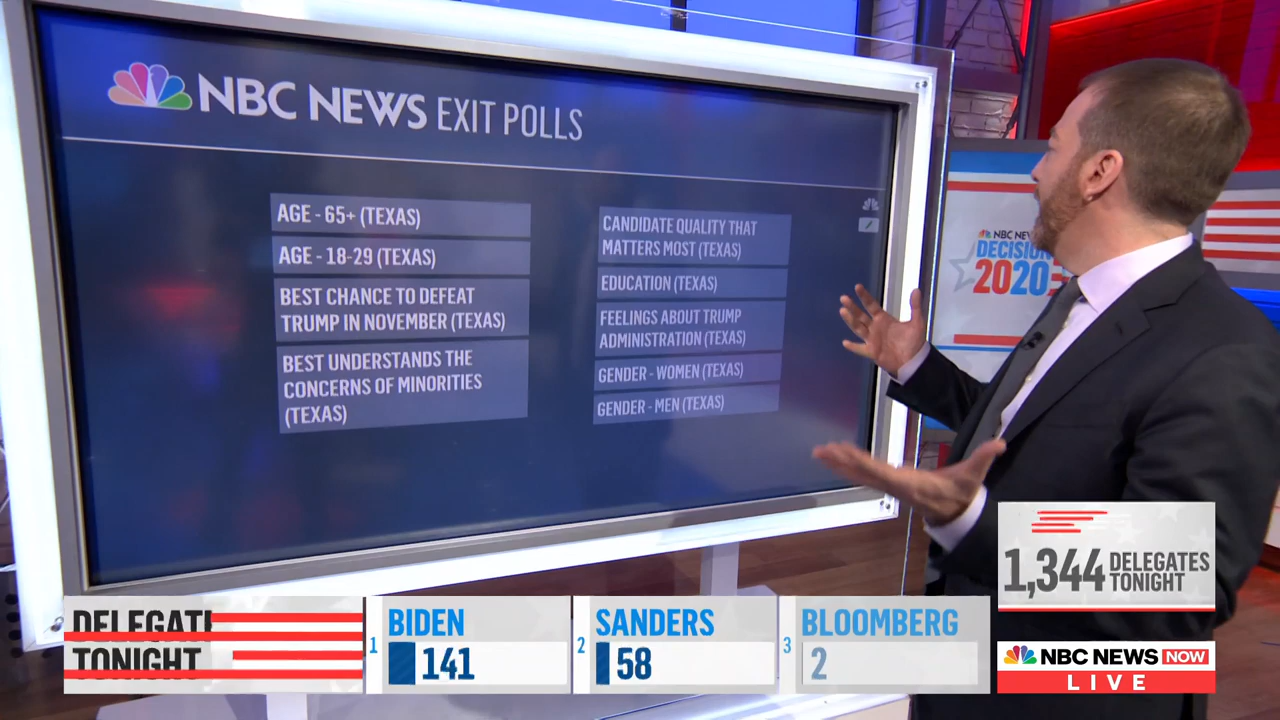 NBC NEWS EXIT POLLS
AGE - 65+ (TEXAS)
AGE - 18-29 (TEXAS)
BEST CHANCE TO DEFEAT
TRUMP IN NOVEMBER (TEXAS)
BEST UNDERSTANDS THE
CONCERNS OF MINORITIES
(TEXAS)
CANDIDATE QUALITY THAT
MATTERS MOST (TEXAS)
EDUCATION (TEXAS)
FEELINGS ABOUT TRUMP
ADMINISTRATION (TEXAS)
GENDER - WOMEN (TEXAS)
GENDER - MEN (TEXAS)
NBC NEWS
DECISION
2020
1,344 DELEGATES
TONIGHT
TONIGHT
1 BIDEN
141
2 SANDERS
58
3 BLOOMBERG
2
NBC NEWS NOW
LIVE